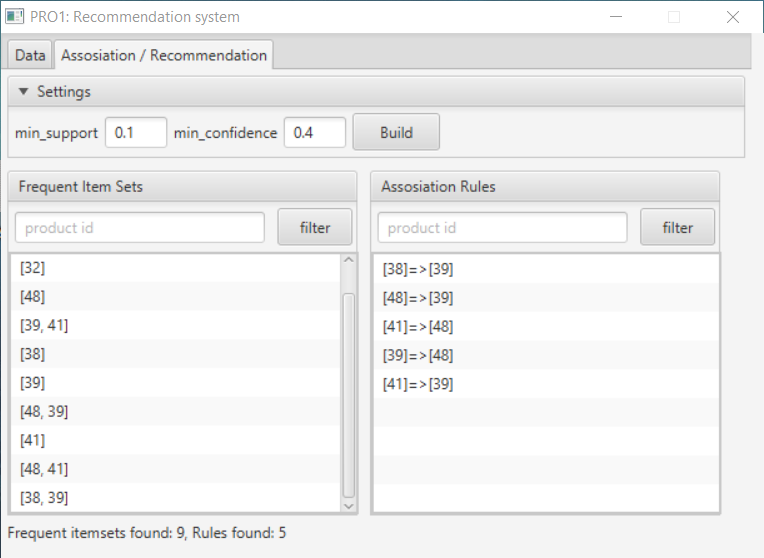 PRO1: Recommendation system
Data Assosiation / Recommendation
Settings
min_support 0.1 min_confidence 0.4 Build
Frequent Item Sets
product id filter
[32]
[48]
[39, 41]
[38]
[39]
[48, 39]
[41]
[48, 41]
[38, 39]
Assosiation Rules
product id filter
[38]=>[39]
[48]=>[39]
[41]=>[48]
[39]=>[48]
[41]=>[39]
Frequent itemsets found: 9, Rules found: 5